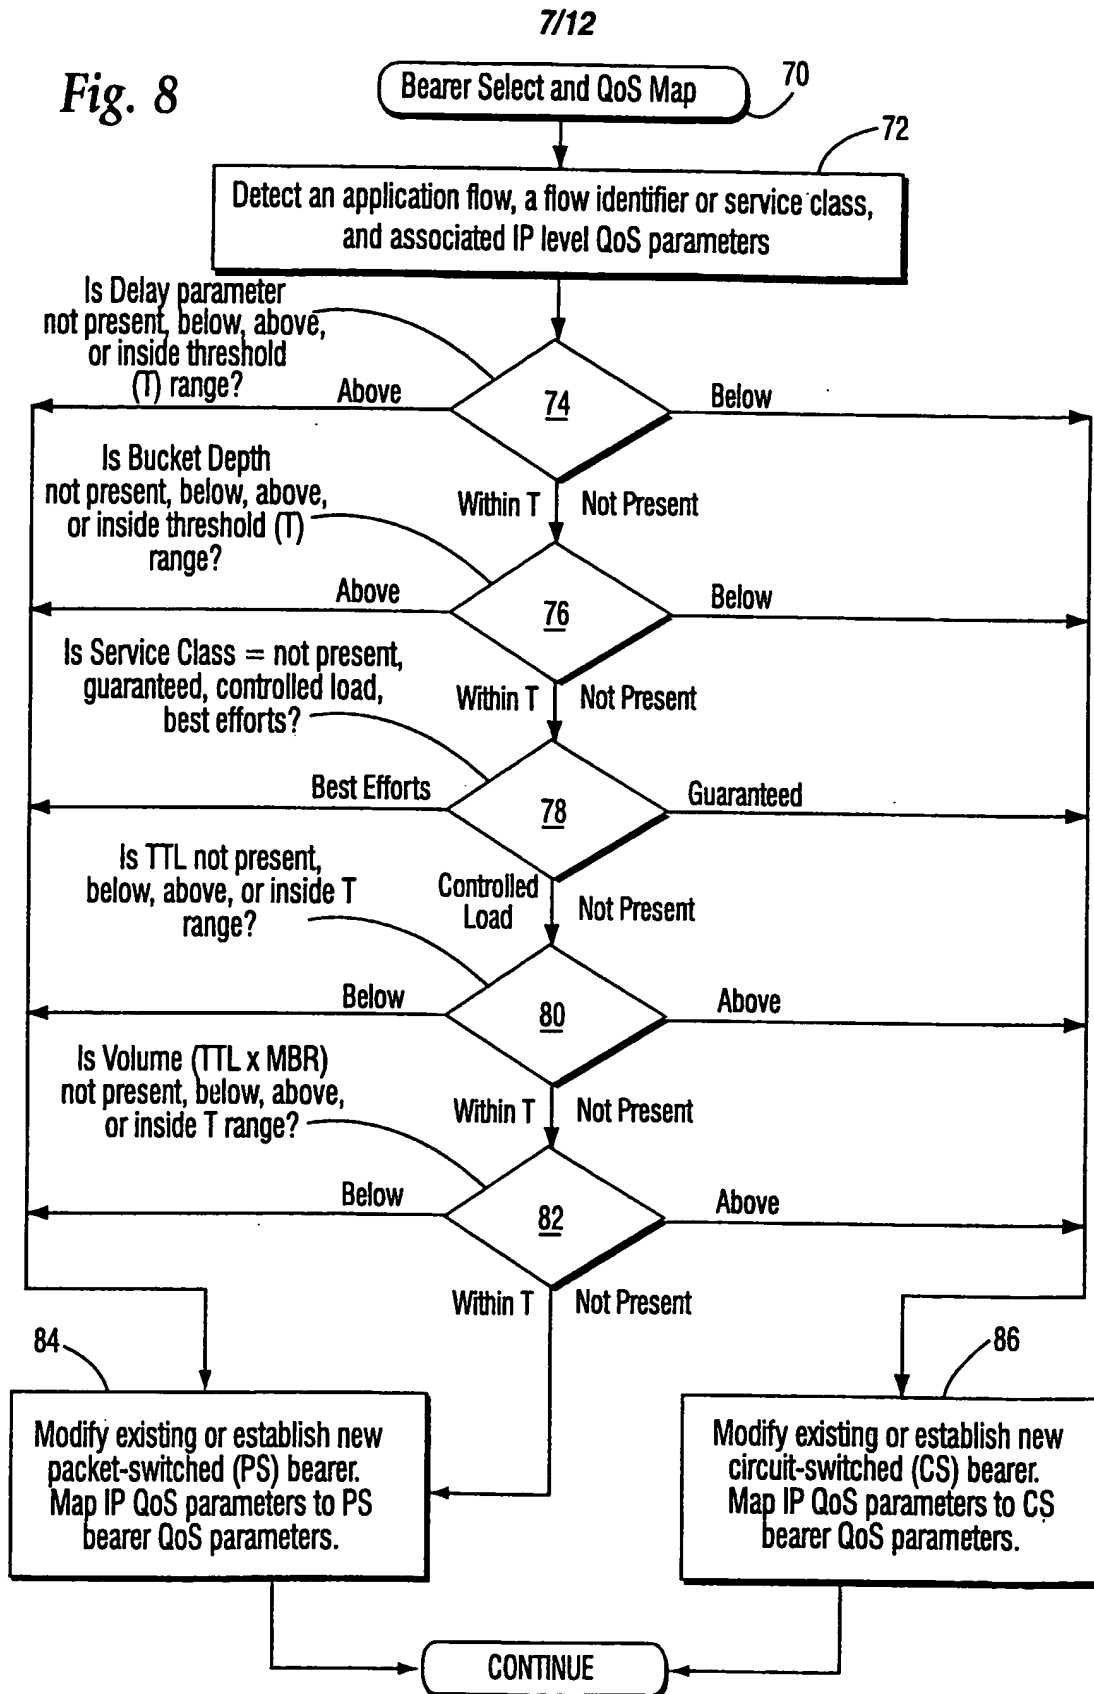 7/12
Fig. 8
Bearer Select and QoS Map
70
72
Detect an application flow, a flow identifier or service class,
and associated IP level QoS parameters
Is Delay parameter
not present, below, above,
or inside threshold
(T) range?
Above
74
Below
Within T
Not Present
Is Bucket Depth
not present, below, above,
or inside threshold (T)
range?
Above
76
Below
Within T
Not Present
Is Service Class = not present,
guaranteed, controlled load,
best efforts?
Best Efforts
78
Guaranteed
Controlled
Load
Not Present
Is TTL not present,
below, above, or inside T
range?
Below
80
Above
Within T
Not Present
Is Volume (TTL x MBR)
not present, below, above,
or inside T range?
Below
82
Above
Within T
Not Present
84
Modify existing or establish new
packet-switched (PS) bearer.
Map IP QoS parameters to PS
bearer QoS parameters.
86
Modify existing or establish new
circuit-switched (CS) bearer.
Map IP QoS parameters to CS
bearer QoS parameters.
CONTINUE